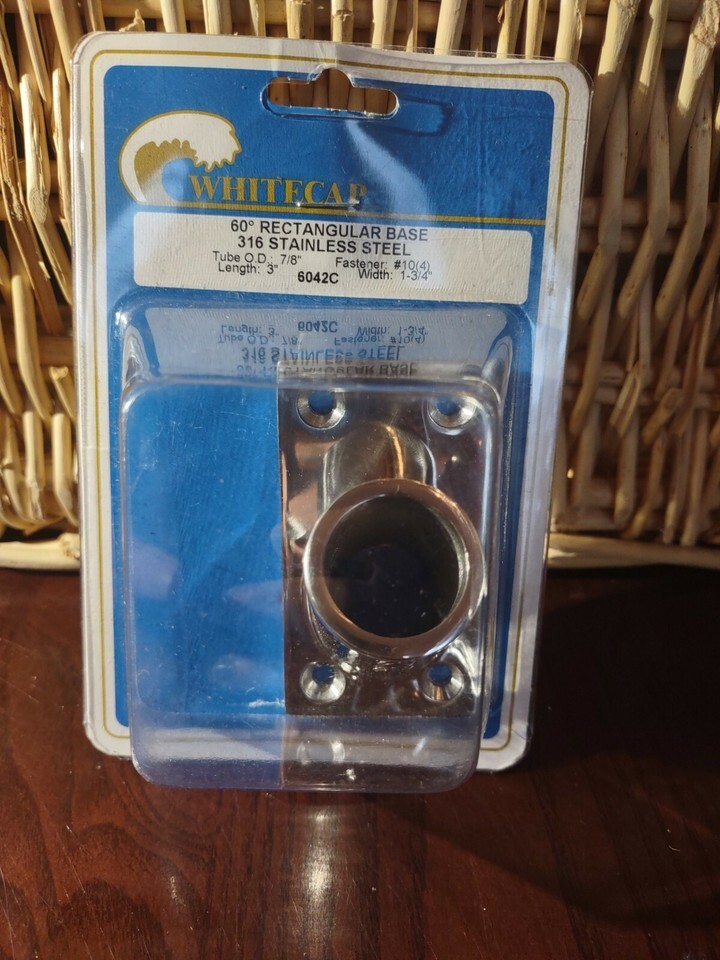 WHITECAP
60° RECTANGULAR BASE
316 STAINLESS STEEL
Tube O.D.: 7/8" Fastener: #10(4)
Length: 3" 6042C Width: 1-3/4"